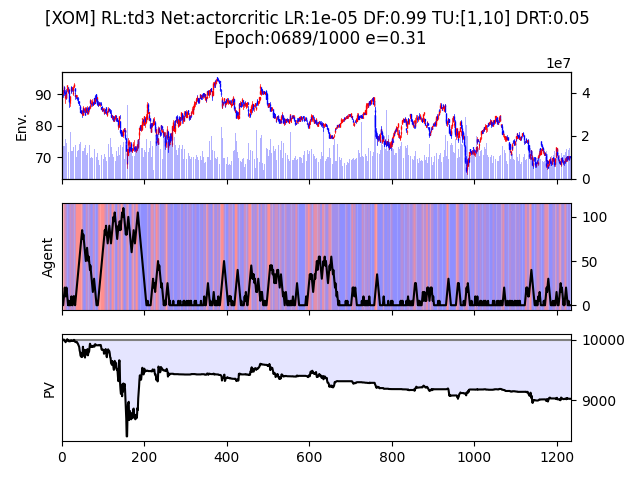 [XOM] RL:td3 Net:actorcritic LR:1e-05 DF:0.99 TU:[1,10] DRT:0.05
Epoch:0689/1000 e=0.31
1e7
Env.
90
80
70
4
2
0
Agent
100
50
0
PV
10000
9000
0 200 400 600 800 1000 1200